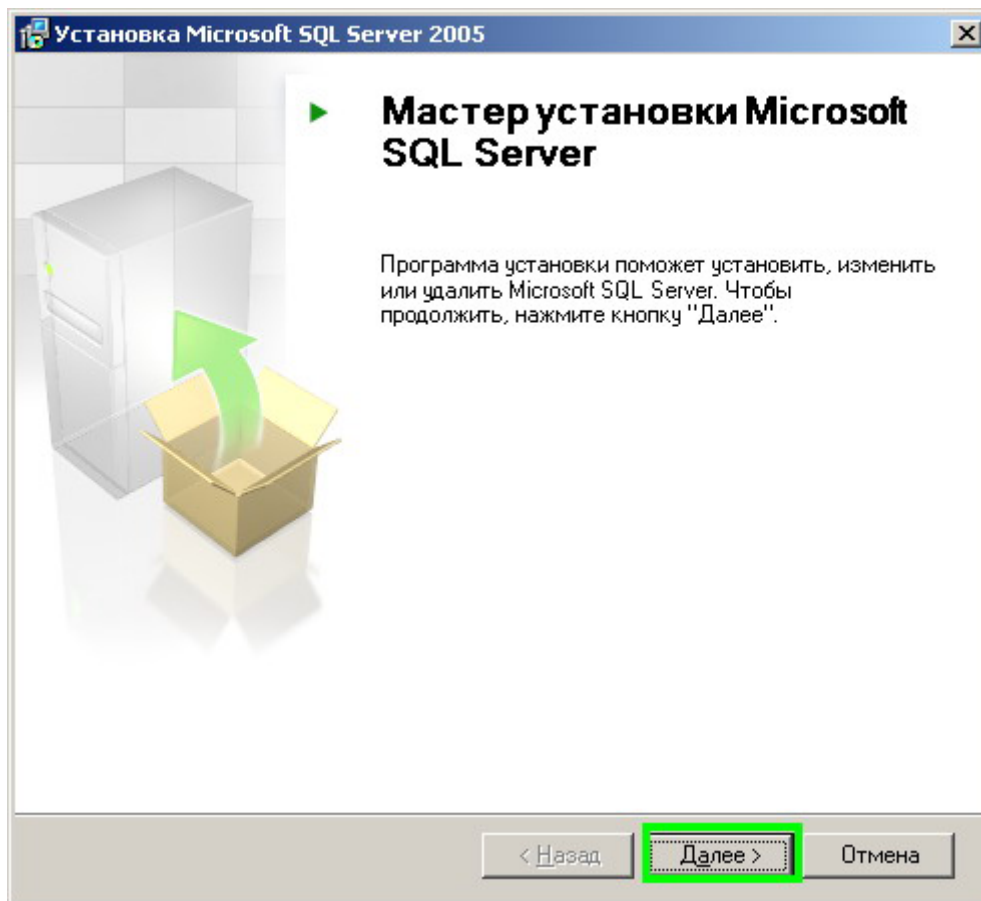 Установка Microsoft SQL Server 2005
Мастер установки Microsoft
SQL Server
Программа установки поможет установить, изменить
или удалить Microsoft SQL Server. Чтобы
продолжить, нажмите кнопку "Далее".
< Назад
Далее >
Отмена